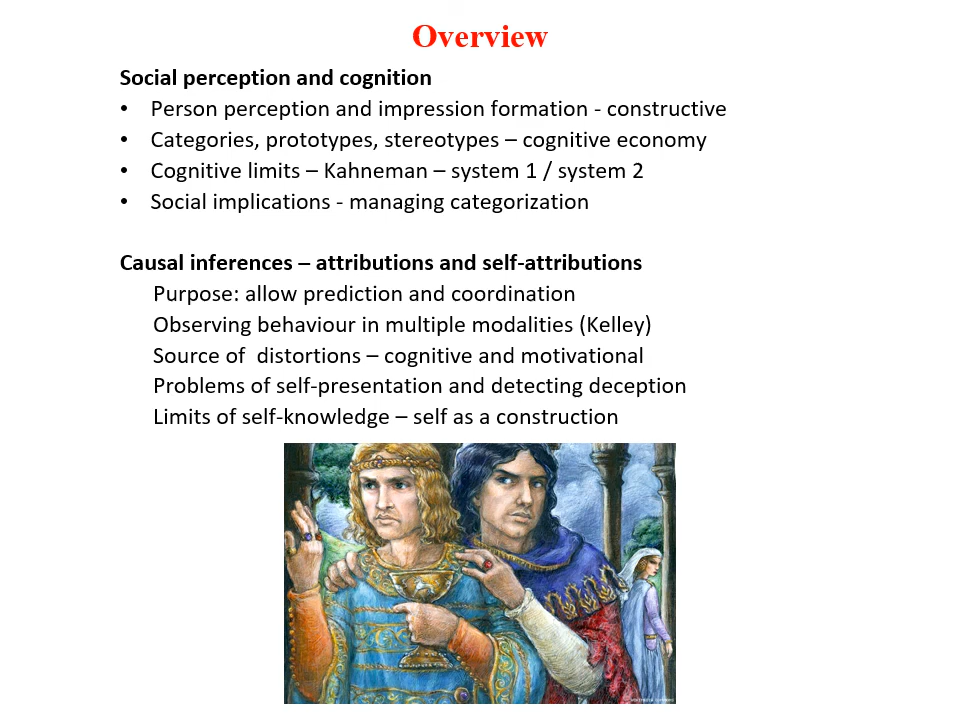 Overview
Social perception and cognition
• Person perception and impression formation - constructive
• Categories, prototypes, stereotypes – cognitive economy
• Cognitive limits – Kahneman – system 1 / system 2
• Social implications - managing categorization
Causal inferences – attributions and self-attributions
Purpose: allow prediction and coordination
Observing behaviour in multiple modalities (Kelley)
Source of  distortions – cognitive and motivational
Problems of self-presentation and detecting deception
Limits of self-knowledge – self as a construction